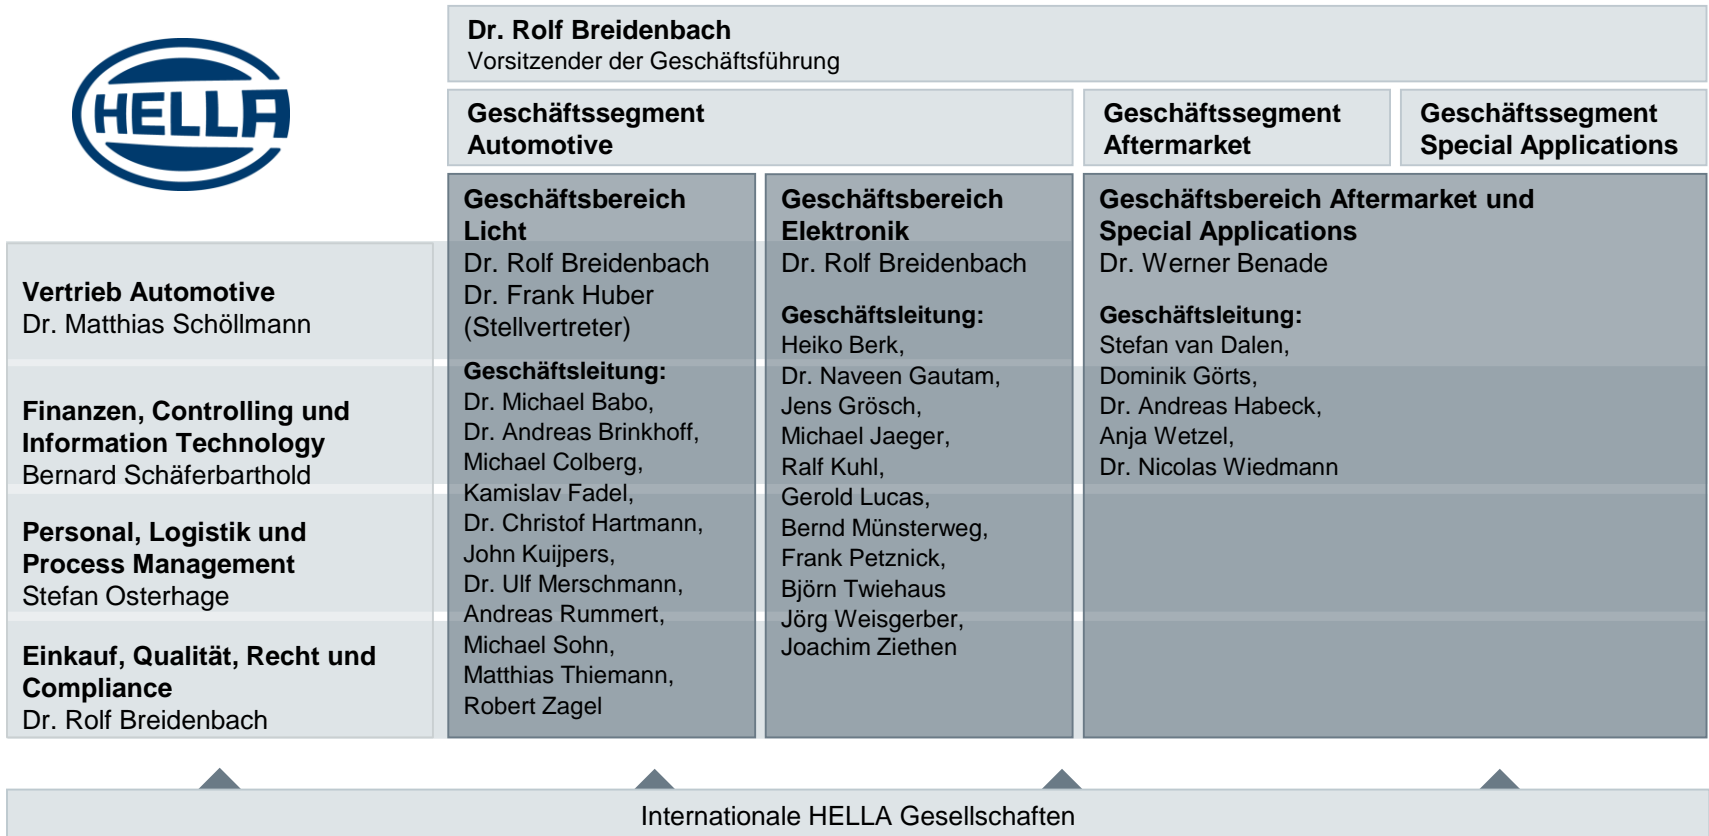 HELLA
Dr. Rolf Breidenbach
Vorsitzender der Geschäftsführung
Geschäftssegment
Automotive
Geschäftssegment
Aftermarket
Geschäftssegment
Special Applications
Vertrieb Automotive
Dr. Matthias Schöllmann
Finanzen, Controlling und
Information Technology
Bernard Schäferbarthold
Personal, Logistik und
Process Management
Stefan Osterhage
Einkauf, Qualität, Recht und
Compliance
Dr. Rolf Breidenbach
Geschäftsbereich
Licht
Dr. Rolf Breidenbach
Dr. Frank Huber
(Stellvertreter)
Geschäftsleitung:
Dr. Michael Babo,
Dr. Andreas Brinkhoff,
Michael Colberg,
Kamislav Fadel,
Dr. Christof Hartmann,
John Kuijpers,
Dr. Ulf Merschmann,
Andreas Rummert,
Michael Sohn,
Matthias Thiemann,
Robert Zagel
Geschäftsbereich
Elektronik
Dr. Rolf Breidenbach
Geschäftsleitung:
Heiko Berk,
Dr. Naveen Gautam,
Jens Grösch,
Michael Jaeger,
Ralf Kuhl,
Gerold Lucas,
Bernd Münsterweg,
Frank Petznick,
Björn Twiehaus
Jörg Weisgerber,
Joachim Ziethen
Geschäftsbereich Aftermarket und
Special Applications
Dr. Werner Benade
Geschäftsleitung:
Stefan van Dalen,
Dominik Görts,
Dr. Andreas Habeck,
Anja Wetzel,
Dr. Nicolas Wiedmann
Internationale HELLA Gesellschaften